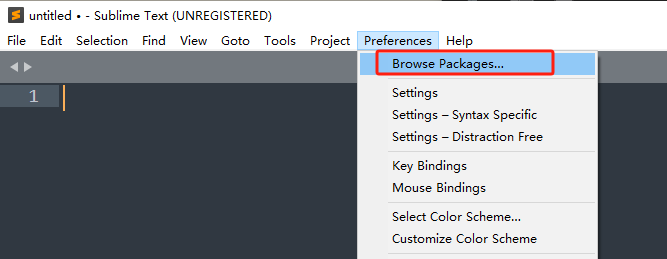 untitled • - Sublime Text (UNREGISTERED)
File Edit Selection Find View Goto Tools Project Preferences Help
Browse Packages...
1
Settings
Settings – Syntax Specific
Settings – Distraction Free
Key Bindings
Mouse Bindings
Select Color Scheme...
Customize Color Scheme